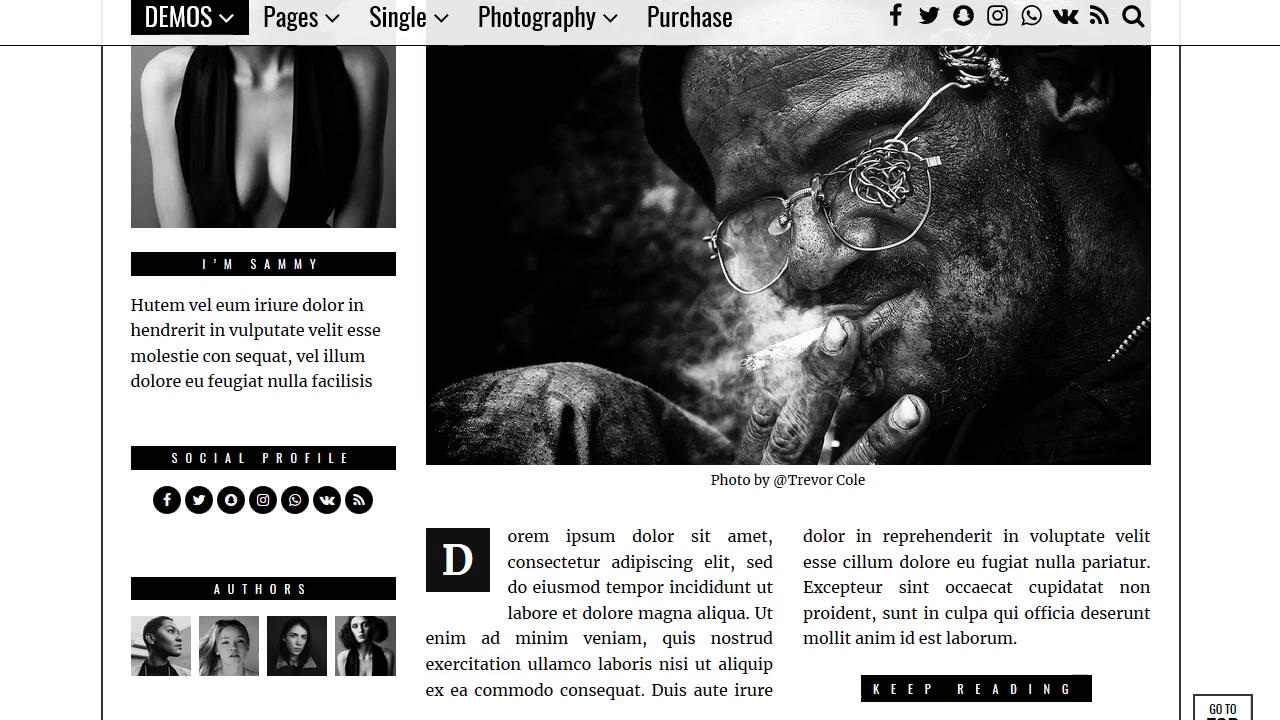 DEMOS Pages Single Photography Purchase
I'M SAMMY
Hutem vel eum iriure dolor in
hendrerit in vulputate velit esse
molestie con sequat, vel illum
dolore eu feugiat nulla facilisis
SOCIAL PROFILE
AUTHORS
Photo by @Trevor Cole
D
orem ipsum dolor sit amet,
consectetur adipiscing elit, sed
do eiusmod tempor incididunt ut
labore et dolore magna aliqua. Ut
enim ad minim veniam, quis nostrud
exercitation ullamco laboris nisi ut aliquip
ex ea commodo consequat. Duis aute irure
dolor in reprehenderit in voluptate velit
esse cillum dolore eu fugiat nulla pariatur.
Excepteur sint occaecat cupidatat non
proident, sunt in culpa qui officia deserunt
mollit anim id est laborum.
KEEP READING
GO TO